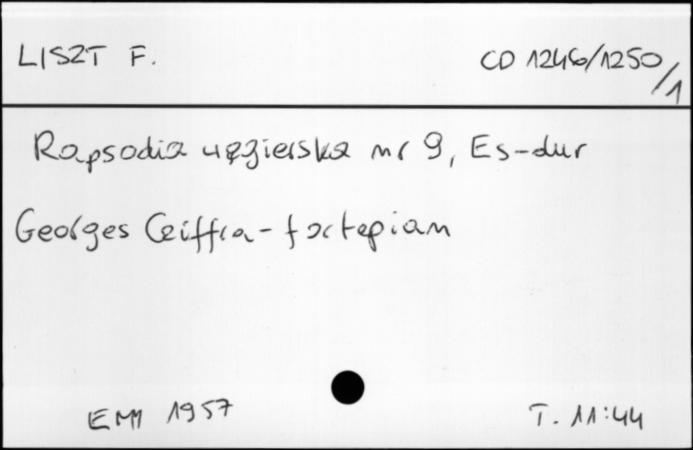 LISZT F.
CD 1246/1250/1
Rapsodia węgierska nr 9, Es-dur
Georges Cziffra - fortepian
EMI 1957
T. 11:44